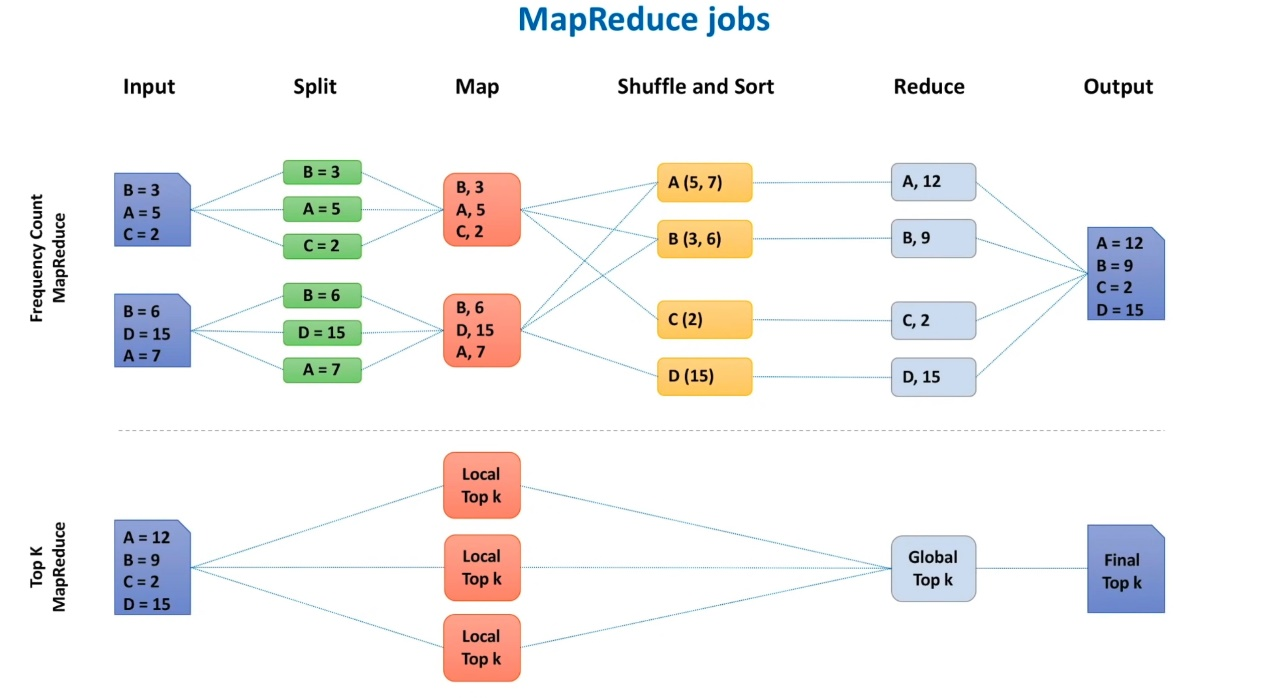 MapReduce jobs
Input
Split
Map
Shuffle and Sort
Reduce
Output
Frequency Count
MapReduce
B = 3
A = 5
C = 2
B = 3
A = 5
C = 2
B, 3
A, 5
C, 2
B = 6
D = 15
A = 7
B = 6
D = 15
A = 7
B, 6
D, 15
A, 7
A (5, 7)
B (3, 6)
C (2)
D (15)
A, 12
B, 9
C, 2
D, 15
A = 12
B = 9
C = 2
D = 15
Top K
MapReduce
A = 12
B = 9
C = 2
D = 15
Local
Top k
Local
Top k
Local
Top k
Global
Top k
Final
Top k